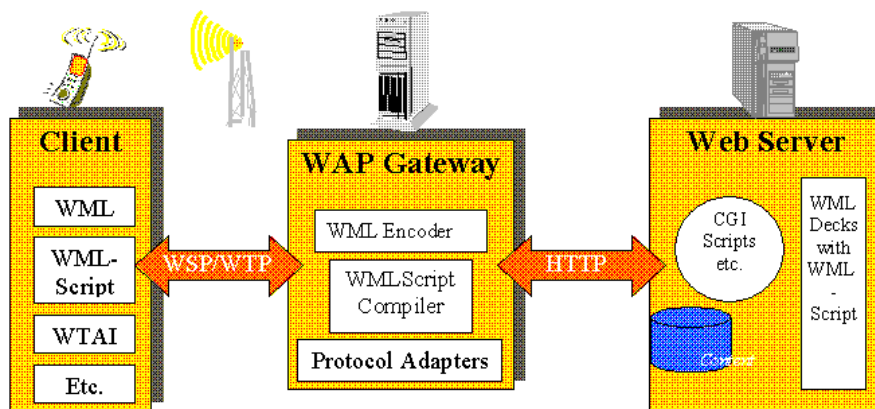 Client
WML
WML-
Script
WTAI
Etc.
WSP/WTP
WAP Gateway
WML Encoder
WMLScript
Compiler
Protocol Adapters
HTTP
Web Server
CGI
Scripts
etc.
Content
WML
Decks
with
WML
-
Script